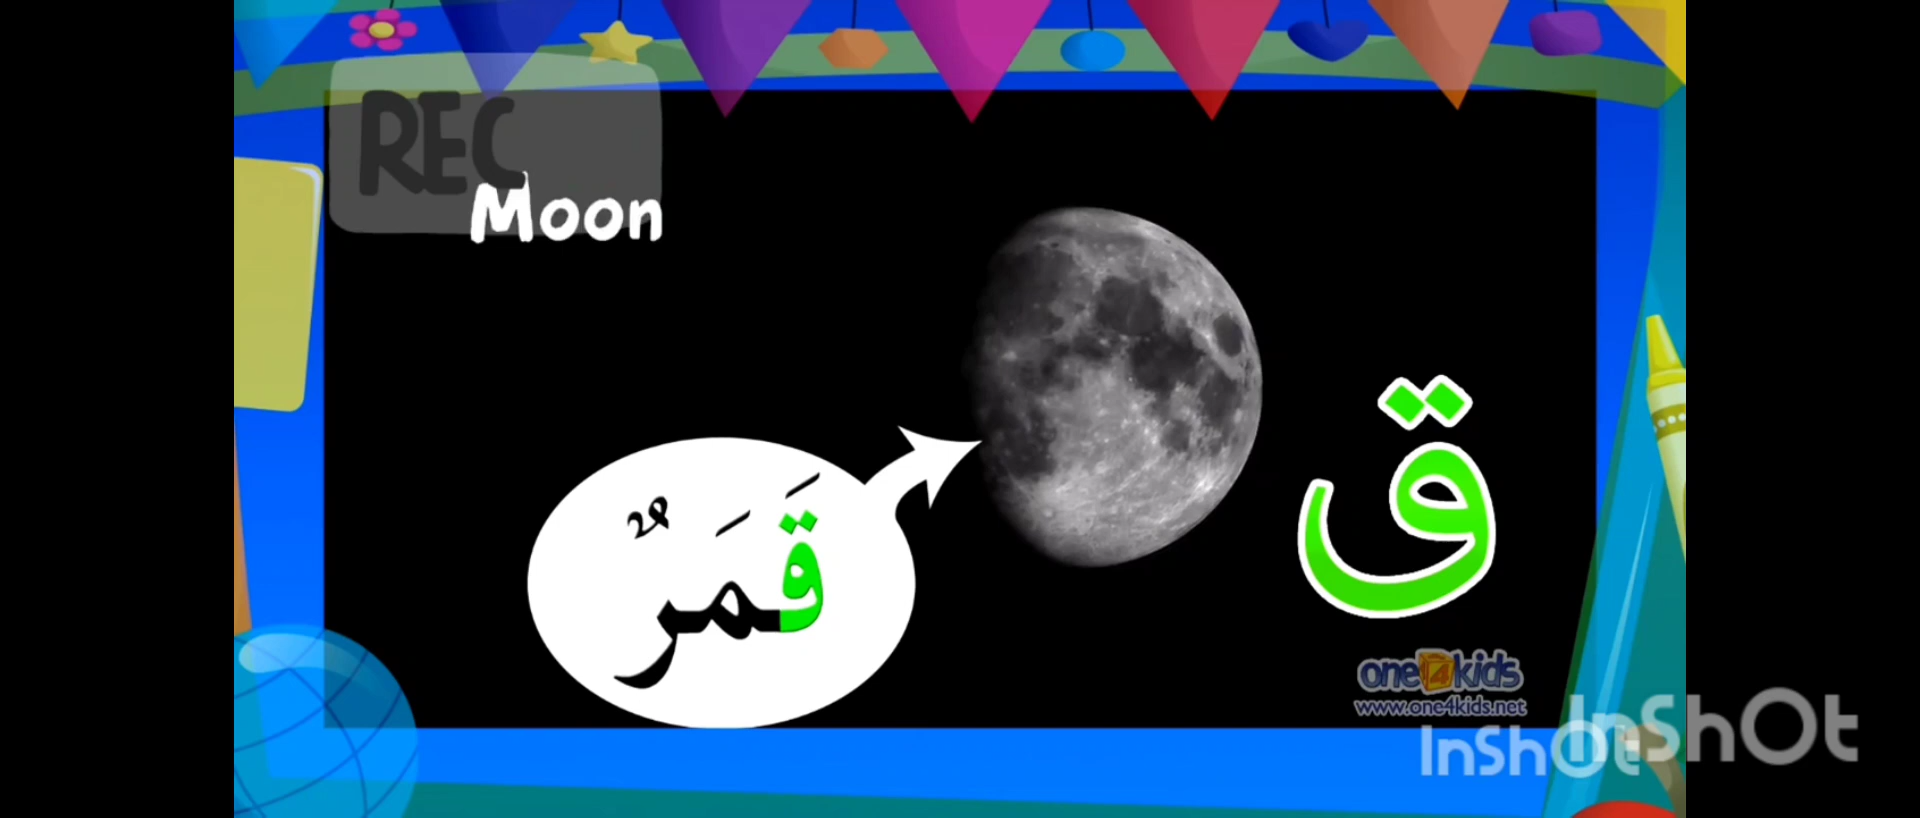 REC
Moon
ق
قَمَرٌ
one4kids
www.one4kids.net
InShOt
InShOt